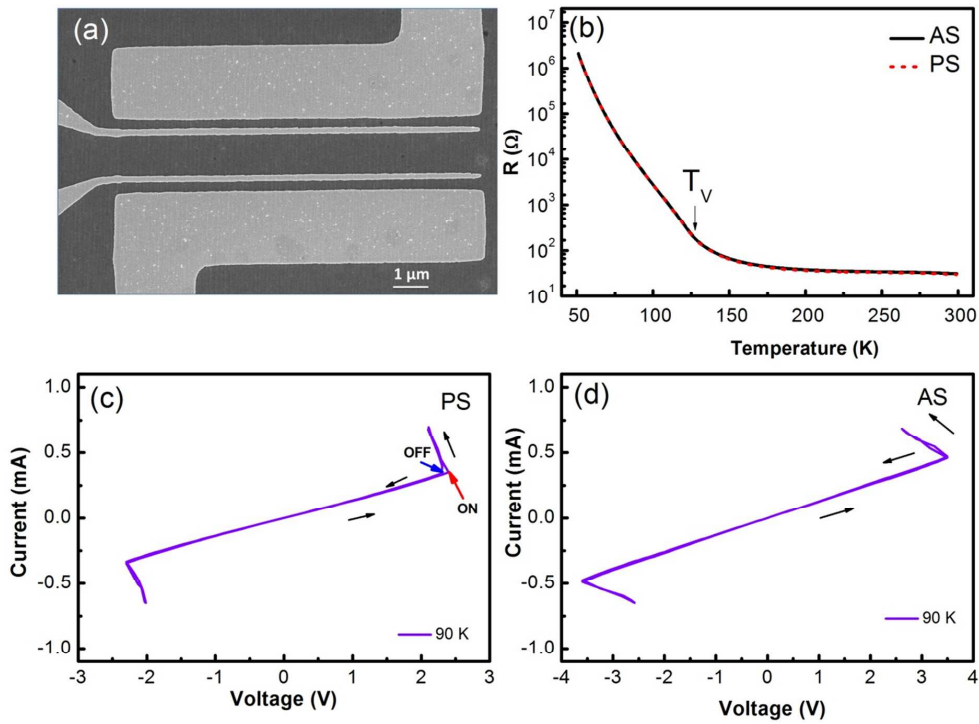 (a)
1 μm
(b)
AS
PS
T_V
R (Ω)
10^6
10^5
10^4
10^3
10^2
10^1
50 100 150 200 250 300
Temperature (K)
(c)
PS
OFF
ON
90 K
Current (mA)
1.0
0.5
0.0
-0.5
-1.0
-3 -2 -1 0 1 2 3
Voltage (V)
(d)
AS
90 K
Current (mA)
1.0
0.5
0.0
-0.5
-1.0
-4 -3 -2 -1 0 1 2 3 4
Voltage (V)